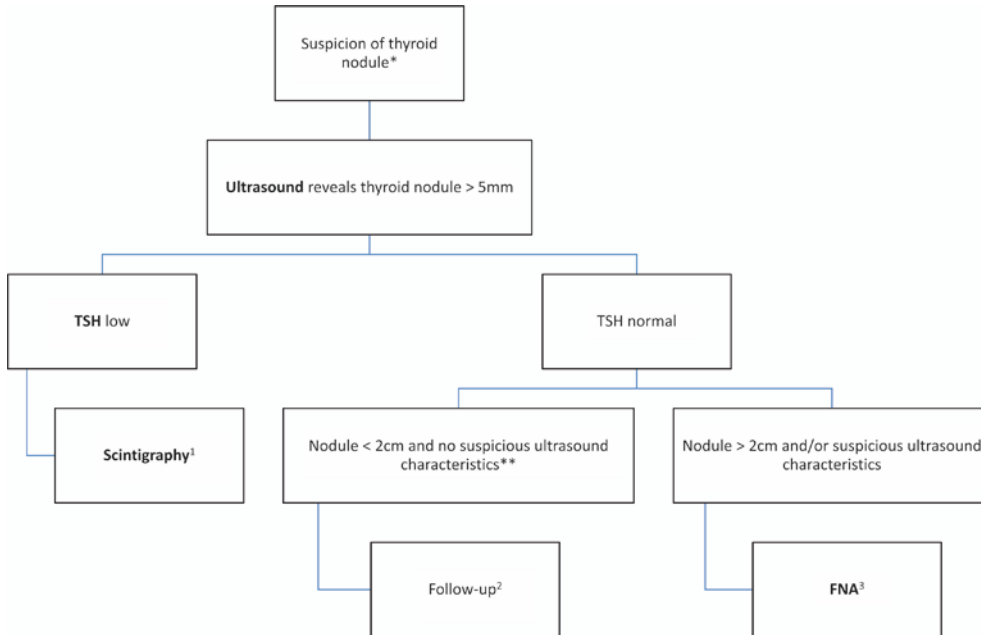 Suspicion of thyroid
nodule*
Ultrasound reveals thyroid nodule > 5mm
TSH low
TSH normal
Scintigraphy¹
Nodule < 2cm and no suspicious ultrasound
characteristics**
Nodule > 2cm and/or suspicious ultrasound
characteristics
Follow-up²
FNA³